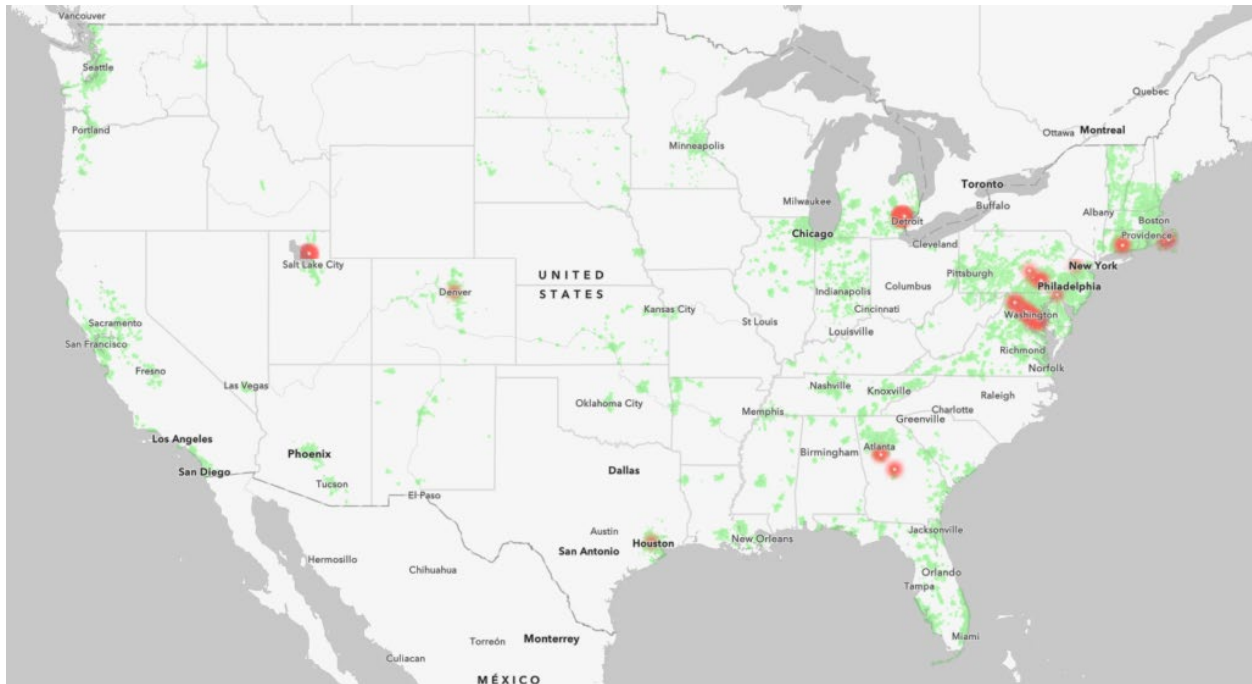 Vancouver
Seattle
Portland
Quebec
Ottawa
Montreal
Minneapolis
Toronto
Milwaukee
Buffalo
Albany
Detroit
Boston
Chicago
Cleveland
Providence
Salt Lake City
New York
UNITED
STATES
Pittsburgh
Philadelphia
Denver
Indianapolis
Columbus
Sacramento
Kansas City
Cincinnati
Washington
San Francisco
St Louis
Louisville
Richmond
Fresno
Norfolk
Las Vegas
Nashville
Knoxville
Raleigh
Oklahoma City
Memphis
Charlotte
Greenville
Los Angeles
Phoenix
Birmingham
Atlanta
San Diego
Dallas
Tucson
El Paso
Jacksonville
Austin
Houston
New Orleans
San Antonio
Hermosillo
Chihuahua
Orlando
Tampa
Torreón
Monterrey
Miami
Culiacan
MÉXICO